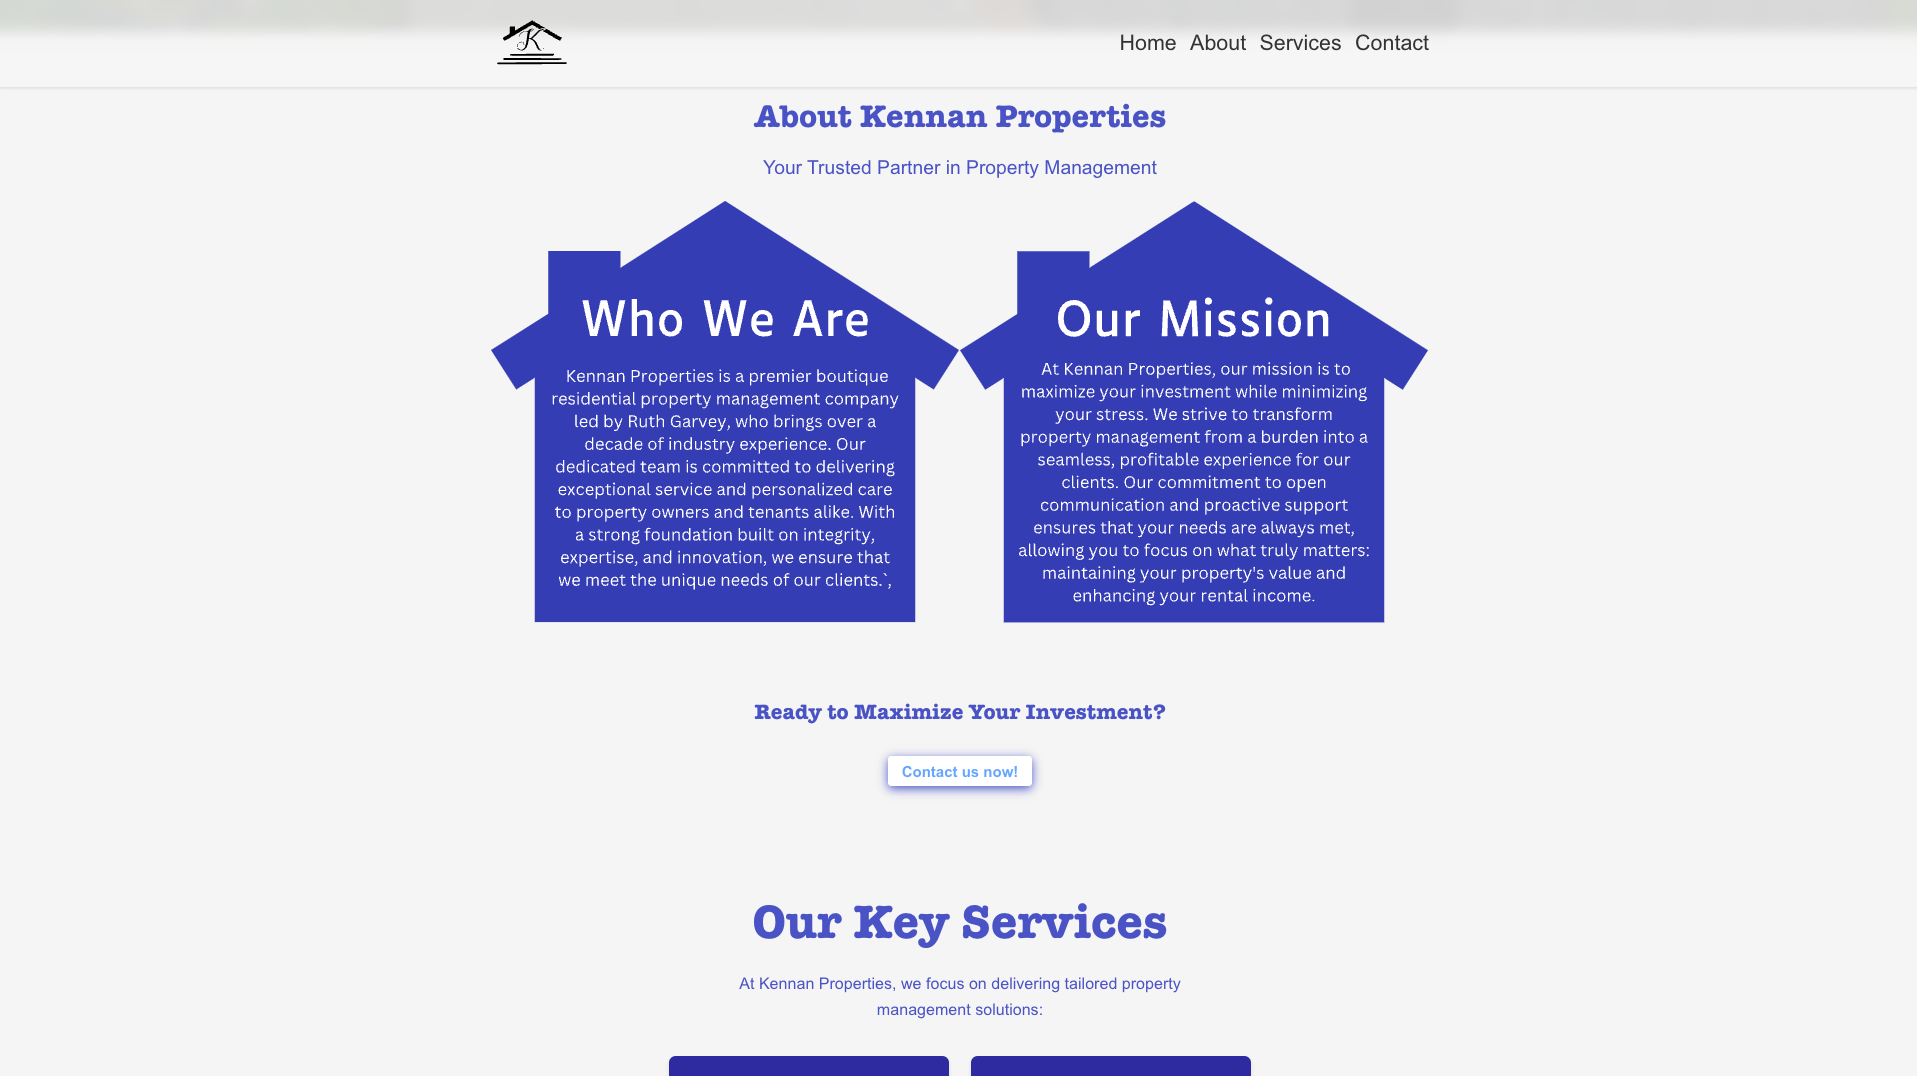 K
Home About Services Contact
About Kennan Properties
Your Trusted Partner in Property Management
Who We Are
Kennan Properties is a premier boutique
residential property management company
led by Ruth Garvey, who brings over a
decade of industry experience. Our
dedicated team is committed to delivering
exceptional service and personalized care
to property owners and tenants alike. With
a strong foundation built on integrity,
expertise, and innovation, we ensure that
we meet the unique needs of our clients.`,
Our Mission
At Kennan Properties, our mission is to
maximize your investment while minimizing
your stress. We strive to transform
property management from a burden into a
seamless, profitable experience for our
clients. Our commitment to open
communication and proactive support
ensures that your needs are always met,
allowing you to focus on what truly matters:
maintaining your property's value and
enhancing your rental income.
Ready to Maximize Your Investment?
Contact us now!
Our Key Services
At Kennan Properties, we focus on delivering tailored property
management solutions: